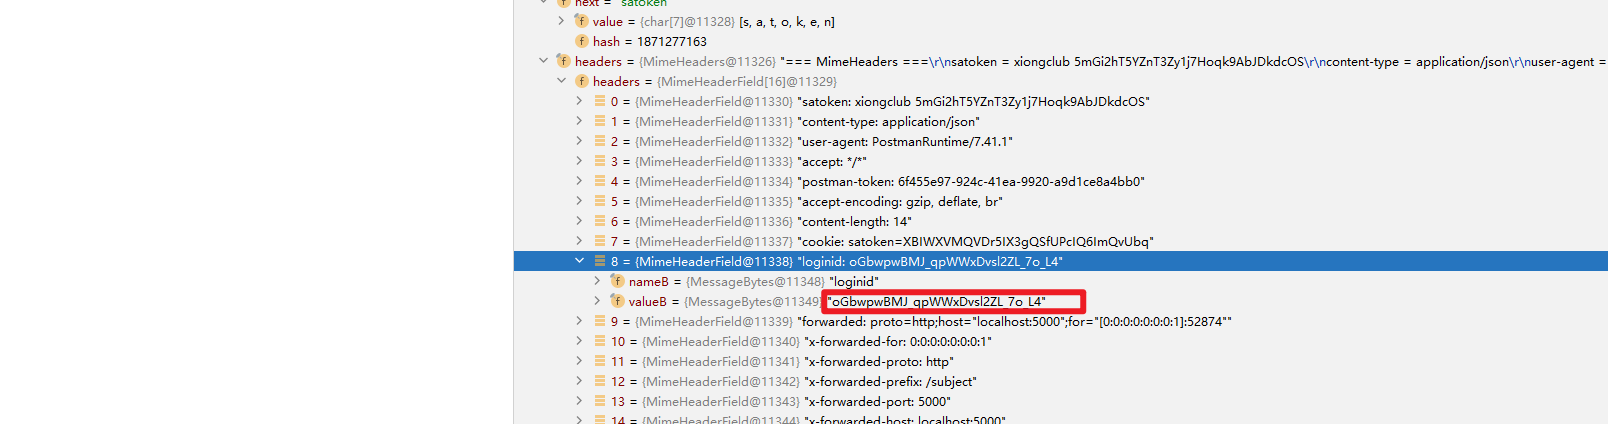 next = "satoken"
value = {char[7]@11328} [s, a, t, o, k, e, n]
hash = 1871277163
headers = {MimeHeaders@11326} "=== MimeHeaders ===\r\nsatoken = xiongclub 5mGi2hT5YZnT3Zy1j7Hoqk9AbJDkdcOS\r\ncontent-type = application/json\r\nuser-agent =
headers = {MimeHeaderField[16]@11329}
0 = {MimeHeaderField@11330} "satoken: xiongclub 5mGi2hT5YZnT3Zy1j7Hoqk9AbJDkdcOS"
1 = {MimeHeaderField@11331} "content-type: application/json"
2 = {MimeHeaderField@11332} "user-agent: PostmanRuntime/7.41.1"
3 = {MimeHeaderField@11333} "accept: */*"
4 = {MimeHeaderField@11334} "postman-token: 6f455e97-924c-41ea-9920-a9d1ce8a4bb0"
5 = {MimeHeaderField@11335} "accept-encoding: gzip, deflate, br"
6 = {MimeHeaderField@11336} "content-length: 14"
7 = {MimeHeaderField@11337} "cookie: satoken=XBIWXVMQVDr5IX3gQSfUPcIQ6ImQvUbq"
8 = {MimeHeaderField@11338} "loginid: oGbwpwBMJ_qpWWxDvsl2ZL_7o_L4"
nameB = {MessageBytes@11348} "loginid"
valueB = {MessageBytes@11349} "oGbwpwBMJ_qpWWxDvsl2ZL_7o_L4"
9 = {MimeHeaderField@11339} "forwarded: proto=http;host="localhost:5000";for="[0:0:0:0:0:0:0:1]:52874""
10 = {MimeHeaderField@11340} "x-forwarded-for: 0:0:0:0:0:0:0:1"
11 = {MimeHeaderField@11341} "x-forwarded-proto: http"
12 = {MimeHeaderField@11342} "x-forwarded-prefix: /subject"
13 = {MimeHeaderField@11343} "x-forwarded-port: 5000"
14 = {MimeHeaderField@11344} "x-forwarded-host: localhost:5000"